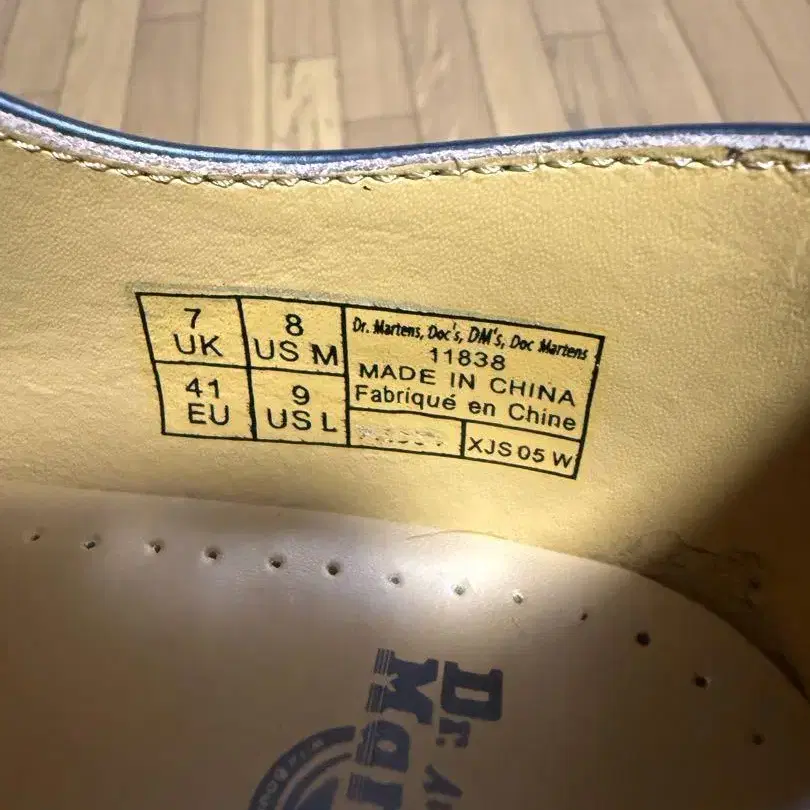 7
UK
8
US M
41
EU
9
US L
Dr. Martens, Doc's, DM's, Doc Martens
11838
MADE IN CHINA
Fabriqué en Chine
XJS 05 W
Dr.